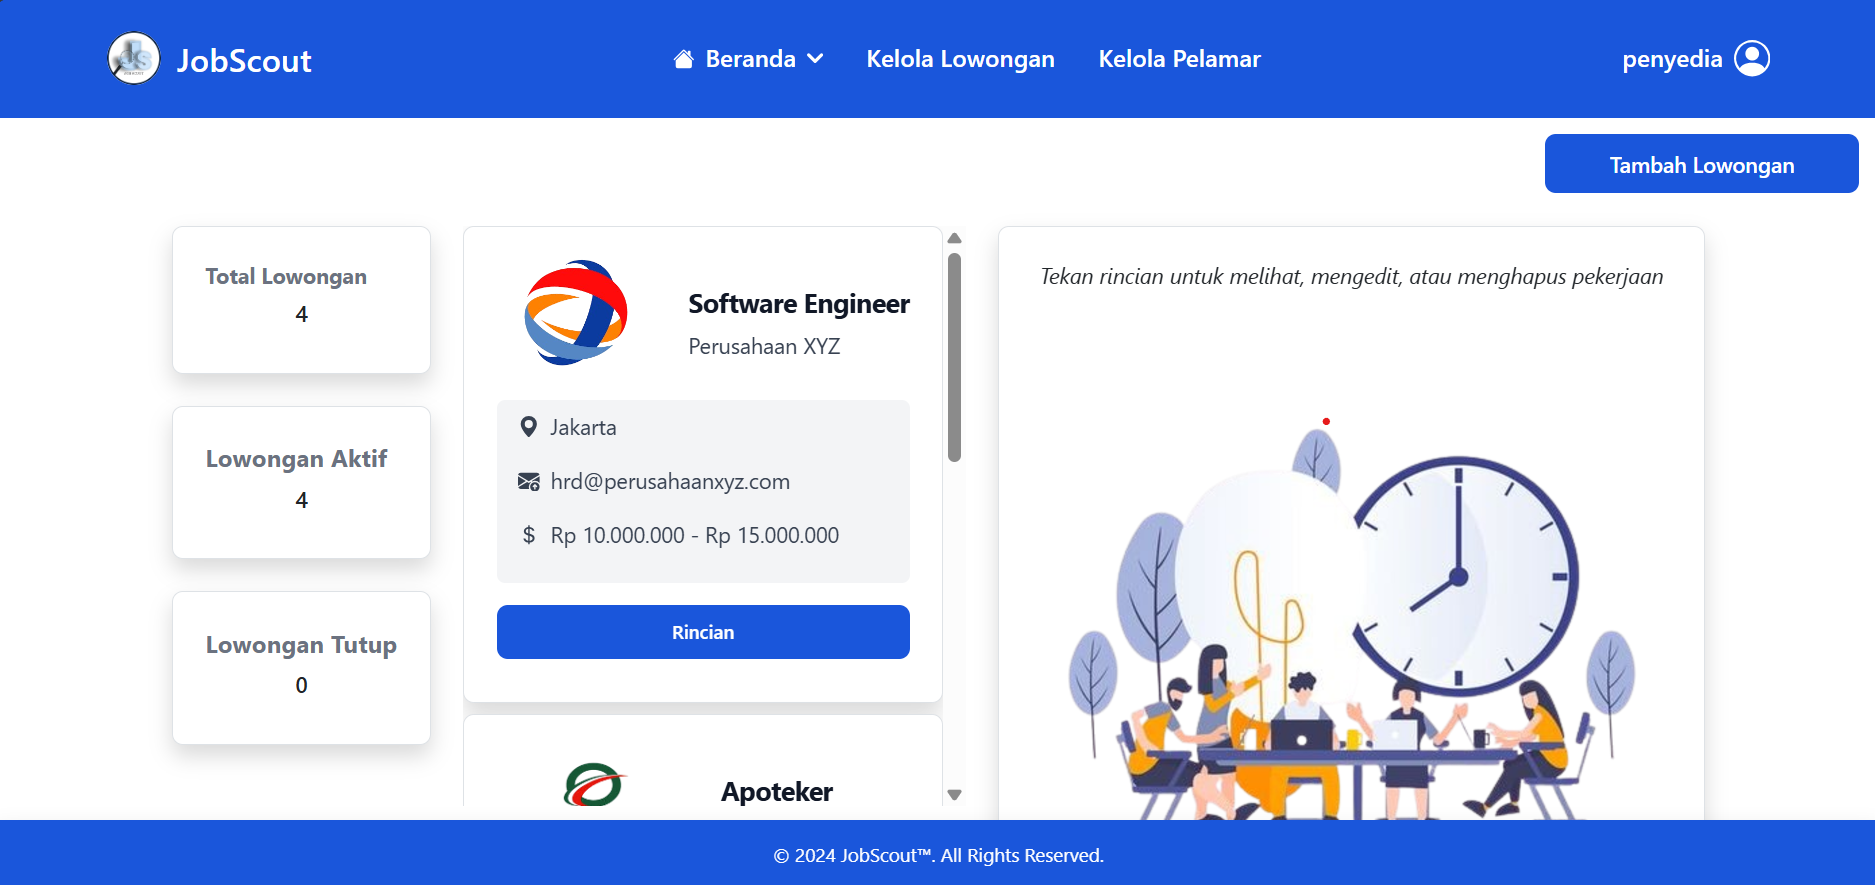 JobScout
Beranda
Kelola Lowongan
Kelola Pelamar
penyedia
Tambah Lowongan
Total Lowongan
4
Lowongan Aktif
4
Lowongan Tutup
0
Software Engineer
Perusahaan XYZ
Jakarta
hrd@perusahaanxyz.com
$ Rp 10.000.000 - Rp 15.000.000
Rincian
Apoteker
Tekan rincian untuk melihat, mengedit, atau menghapus pekerjaan
© 2024 JobScout™. All Rights Reserved.